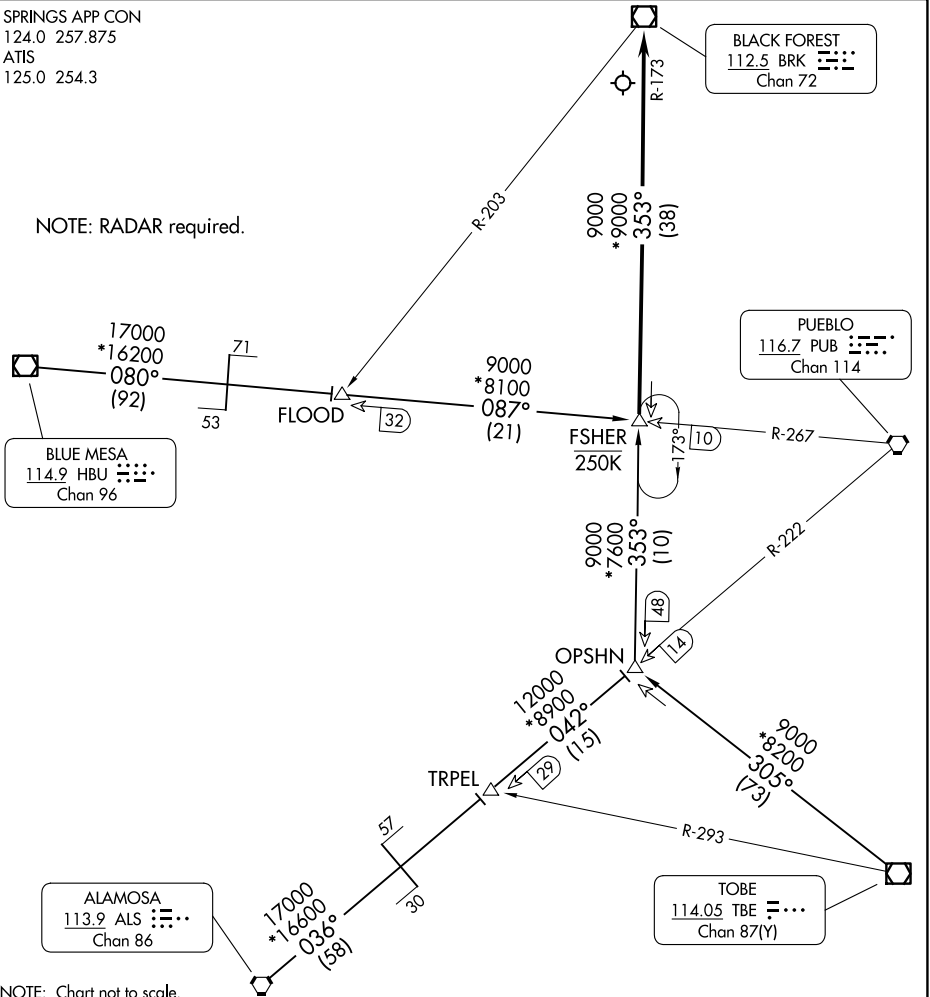 SPRINGS APP CON
124.0 257.875
ATIS
125.0 254.3
BLACK FOREST
112.5 BRK
Chan 72
R-173
R-203
NOTE: RADAR required.
9000
*9000
353°
(38)
17000
*16200
080°
(92)
71
53
BLUE MESA
114.9 HBU
Chan 96
FLOOD
32
9000
*8100
087°
(21)
FSHER
250K
173°
10
R-267
PUEBLO
116.7 PUB
Chan 114
9000
*7600
353°
(10)
R-222
48
14
OPSHN
12000
*8900
042°
(15)
29
TRPEL
9000
*8200
305°
(73)
R-293
57
30
ALAMOSA
113.9 ALS
Chan 86
17000
*16600
036°
(58)
TOBE
114.05 TBE
Chan 87(Y)
NOTE: Chart not to scale.